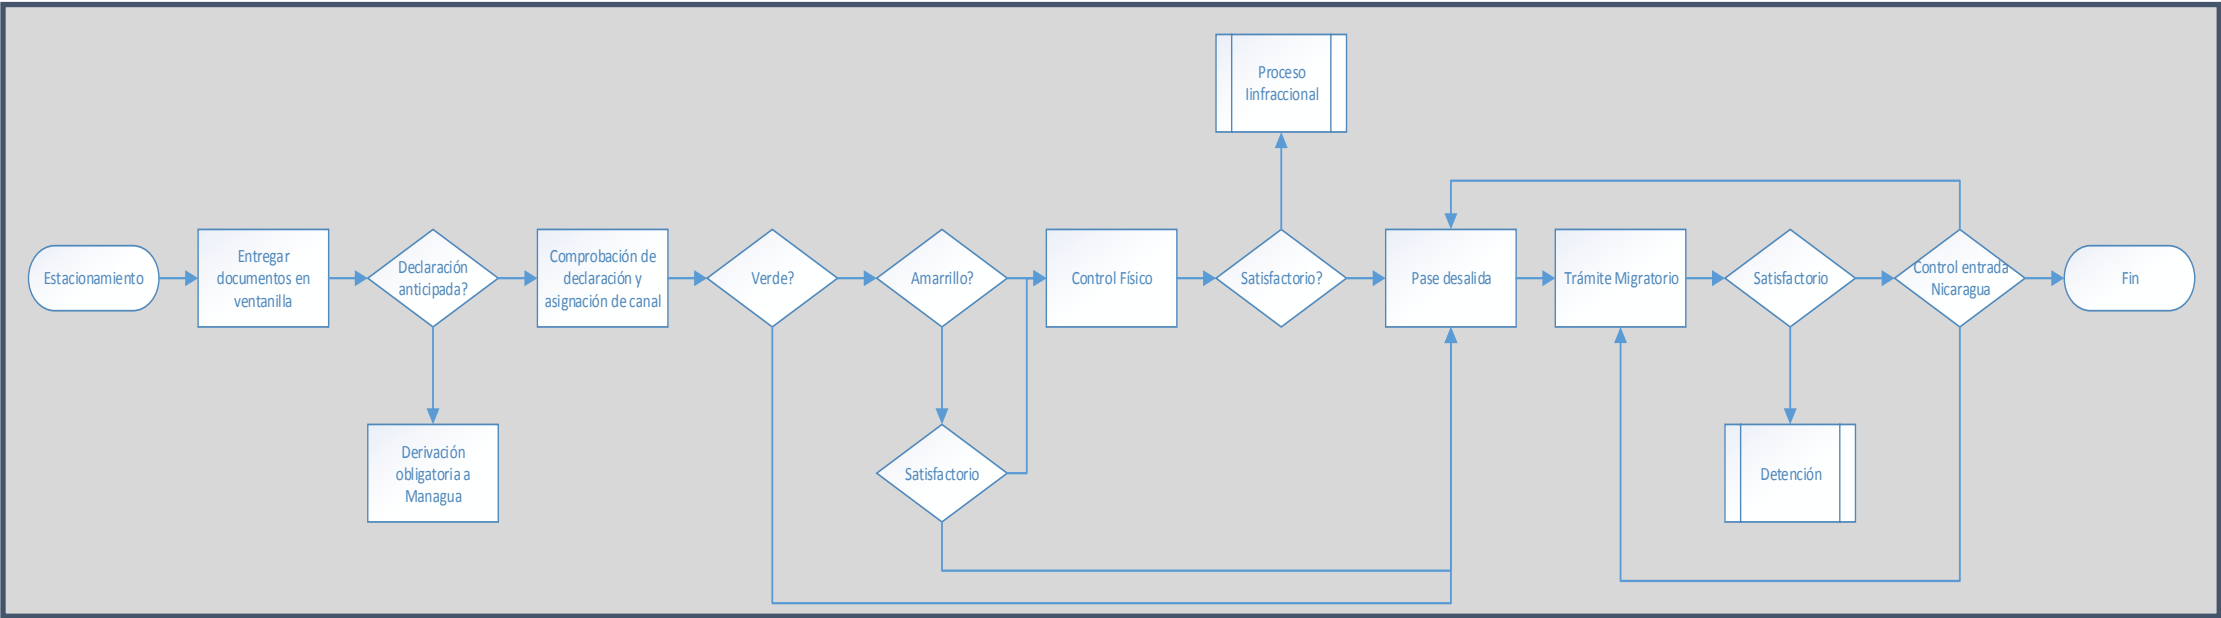 Proceso
Iinfraccional
Estacionamiento
Entregar
documentos en
ventanilla
Declaración
anticipada?
Comprobación de
declaración y
asignación de canal
Verde?
Amarrillo?
Control Físico
Satisfactorio?
Pase desalida
Trámite Migratorio
Satisfactorio
Control entrada
Nicaragua
Fin
Derivación
obligatoria a
Managua
Satisfactorio
Detención